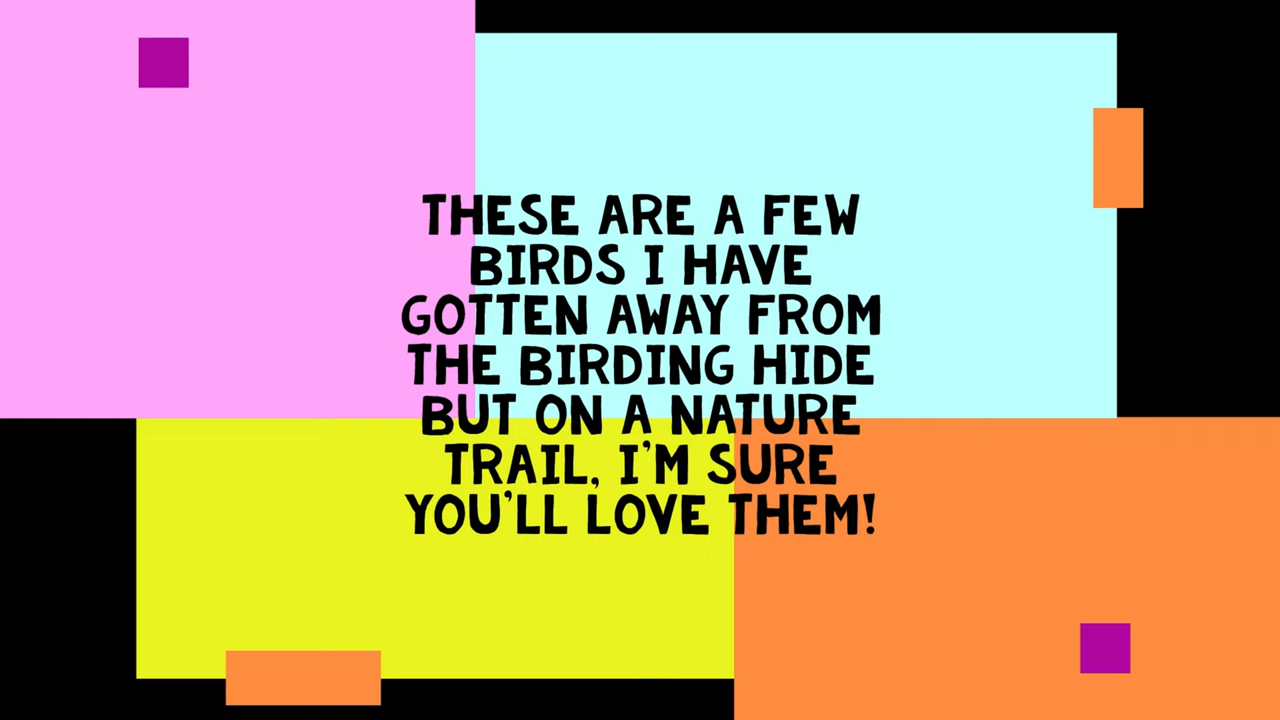 THESE ARE A FEW
BIRDS I HAVE
GOTTEN AWAY FROM
THE BIRDING HIDE
BUT ON A NATURE
TRAIL, I'M SURE
YOU'LL LOVE THEM!